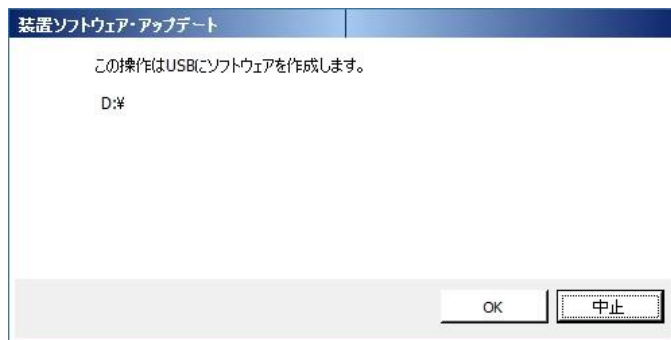 装置ソフトウェア・アップデート
この操作はUSBにソフトウェアを作成します。
D:¥
OK
中止